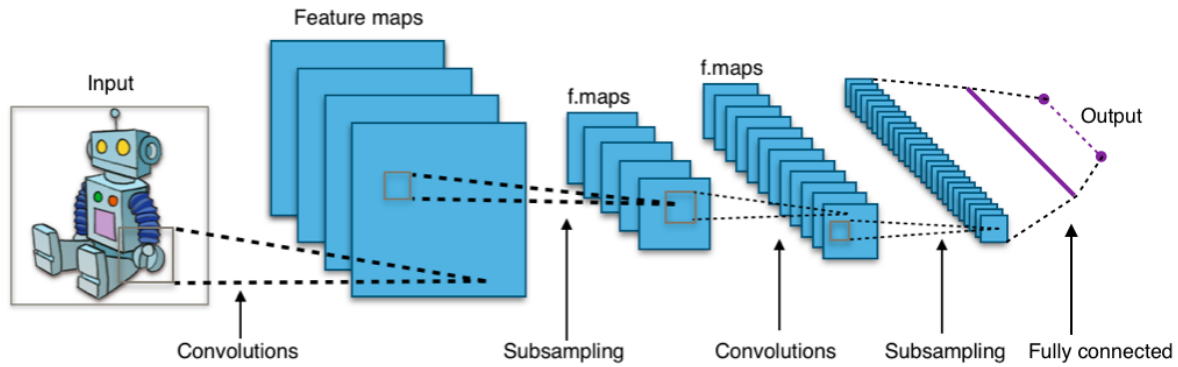 Input
Feature maps
f.maps
f.maps
Output
Convolutions
Subsampling
Convolutions
Subsampling
Fully connected